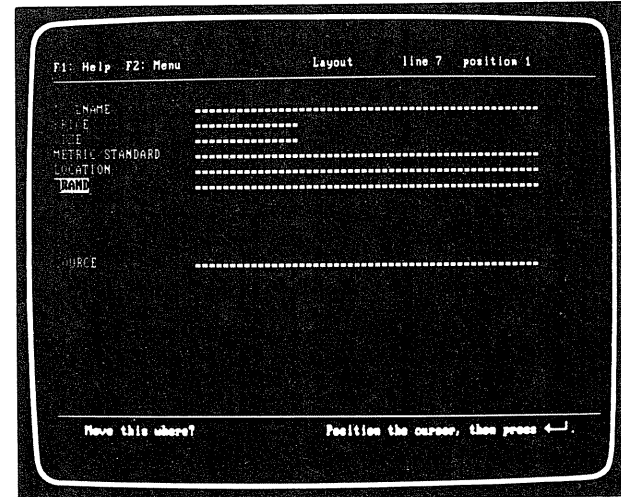 F1: Help F2: Menu Layout line 7 position 1
METRIC STANDARD
LOCATION
BRAND
Move this where? Position the cursor, then press